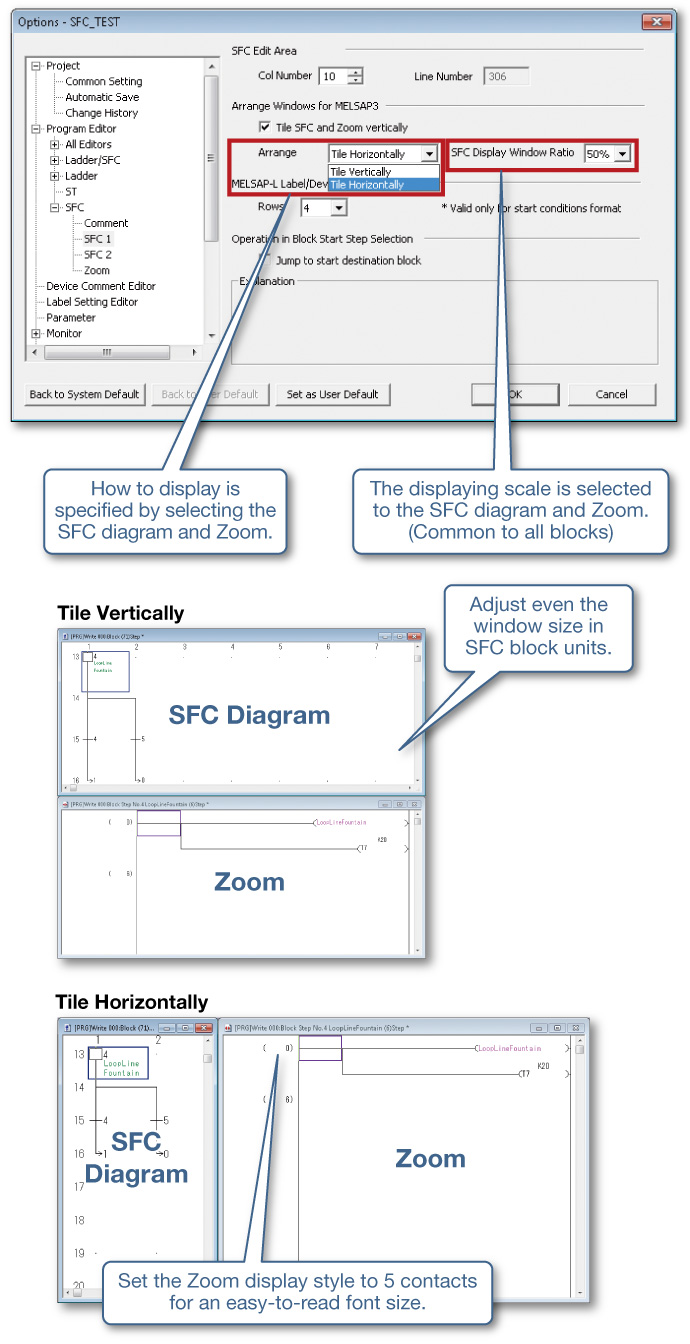 Options - SFC_TEST
Project
Common Setting
Automatic Save
Change History
Program Editor
All Editors
Ladder/SFC
Ladder
ST
SFC
Comment
SFC 1
SFC 2
Zoom
Device Comment Editor
Label Setting Editor
Parameter
Monitor
SFC Edit Area
Col Number 10 Line Number 306
Arrange Windows for MELSAP3
Tile SFC and Zoom vertically
Arrange Tile Horizontally SFC Display Window Ratio 50%
Tile Vertically
MELSAP-L Label/Dev Tile Horizontally
Rows 4 * Valid only for start conditions format
Operation in Block Start Step Selection
Jump to start destination block
Explanation
Back to System Default Back to User Default Set as User Default OK Cancel
How to display is
specified by selecting the
SFC diagram and Zoom.
The displaying scale is selected
to the SFC diagram and Zoom.
(Common to all blocks)
Adjust even the
window size in
SFC block units.
Tile Vertically
[PRG]Write 000:Block (71)Step *
1 2 3 4 5 6 7
13 4
LoopLine
Fountain
14
SFC Diagram
15 4 5
16 1 0
[PRG]Write 000:Block Step No.4 LoopLineFountain (6)Step *
( 0) LoopLineFountain
K20
T7
( 6)
Zoom
Tile Horizontally
[PRG]Write 000:Block (71)...
1 2
13 4
LoopLine
Fountain
14
15 4 5
16 1 0
SFC
Diagram
17
18
19
20
[PRG]Write 000:Block Step No.4 LoopLineFountain (6)Step *
( 0) LoopLineFountain
K20
T7
( 6)
Zoom
Set the Zoom display style to 5 contacts
for an easy-to-read font size.